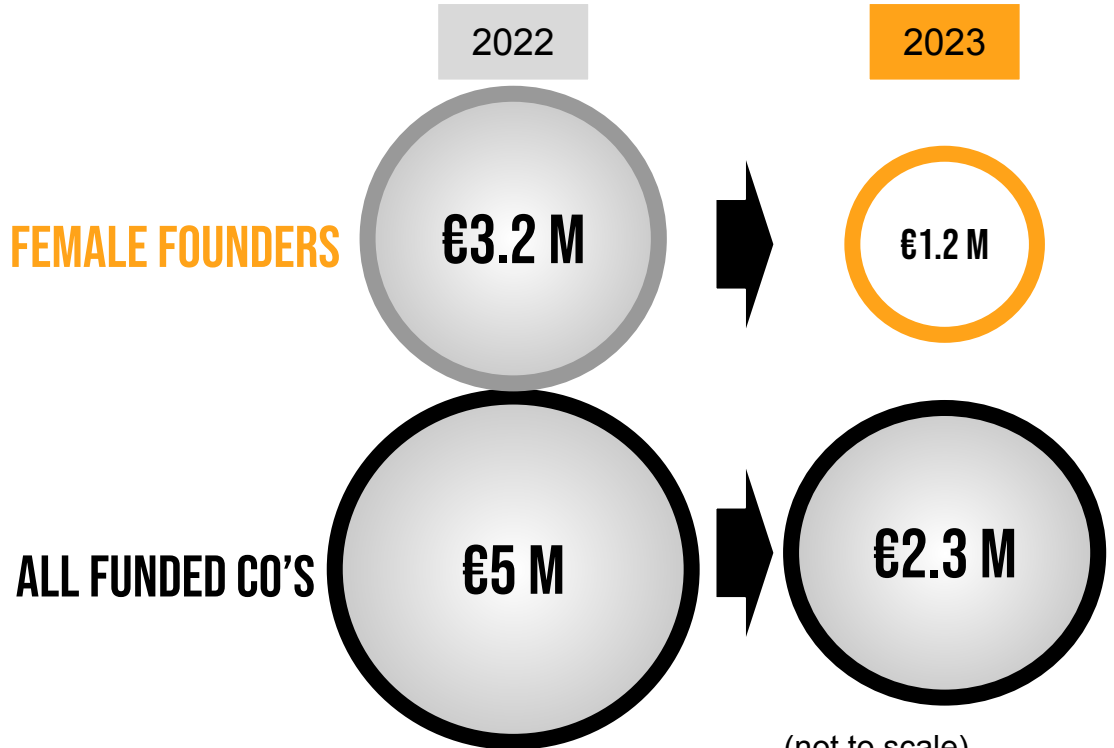 2022
2023
FEMALE FOUNDERS
€3.2 M
€1.2 M
ALL FUNDED CO’S
€5 M
€2.3 M
(not to scale)